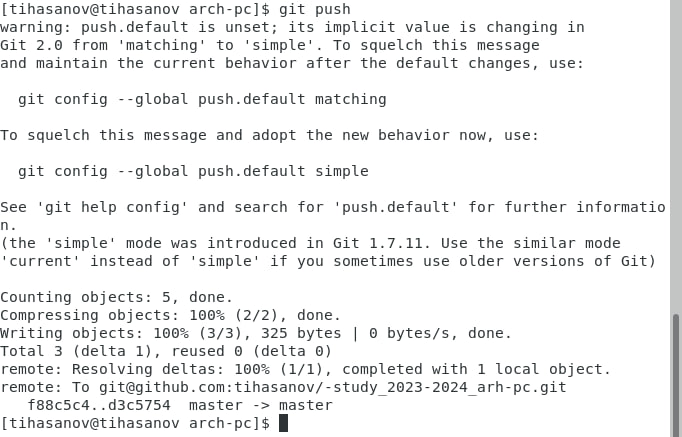 [tihasanov@tihasanov arch-pc]$ git push
warning: push.default is unset; its implicit value is changing in
Git 2.0 from 'matching' to 'simple'. To squelch this message
and maintain the current behavior after the default changes, use:
git config --global push.default matching
To squelch this message and adopt the new behavior now, use:
git config --global push.default simple
See 'git help config' and search for 'push.default' for further informatio
n.
(the 'simple' mode was introduced in Git 1.7.11. Use the similar mode
'current' instead of 'simple' if you sometimes use older versions of Git)
Counting objects: 5, done.
Compressing objects: 100% (2/2), done.
Writing objects: 100% (3/3), 325 bytes | 0 bytes/s, done.
Total 3 (delta 1), reused 0 (delta 0)
remote: Resolving deltas: 100% (1/1), completed with 1 local object.
remote: To git@github.com:tihasanov/-study_2023-2024_arh-pc.git
f88c5c4..d3c5754  master -> master
[tihasanov@tihasanov arch-pc]$